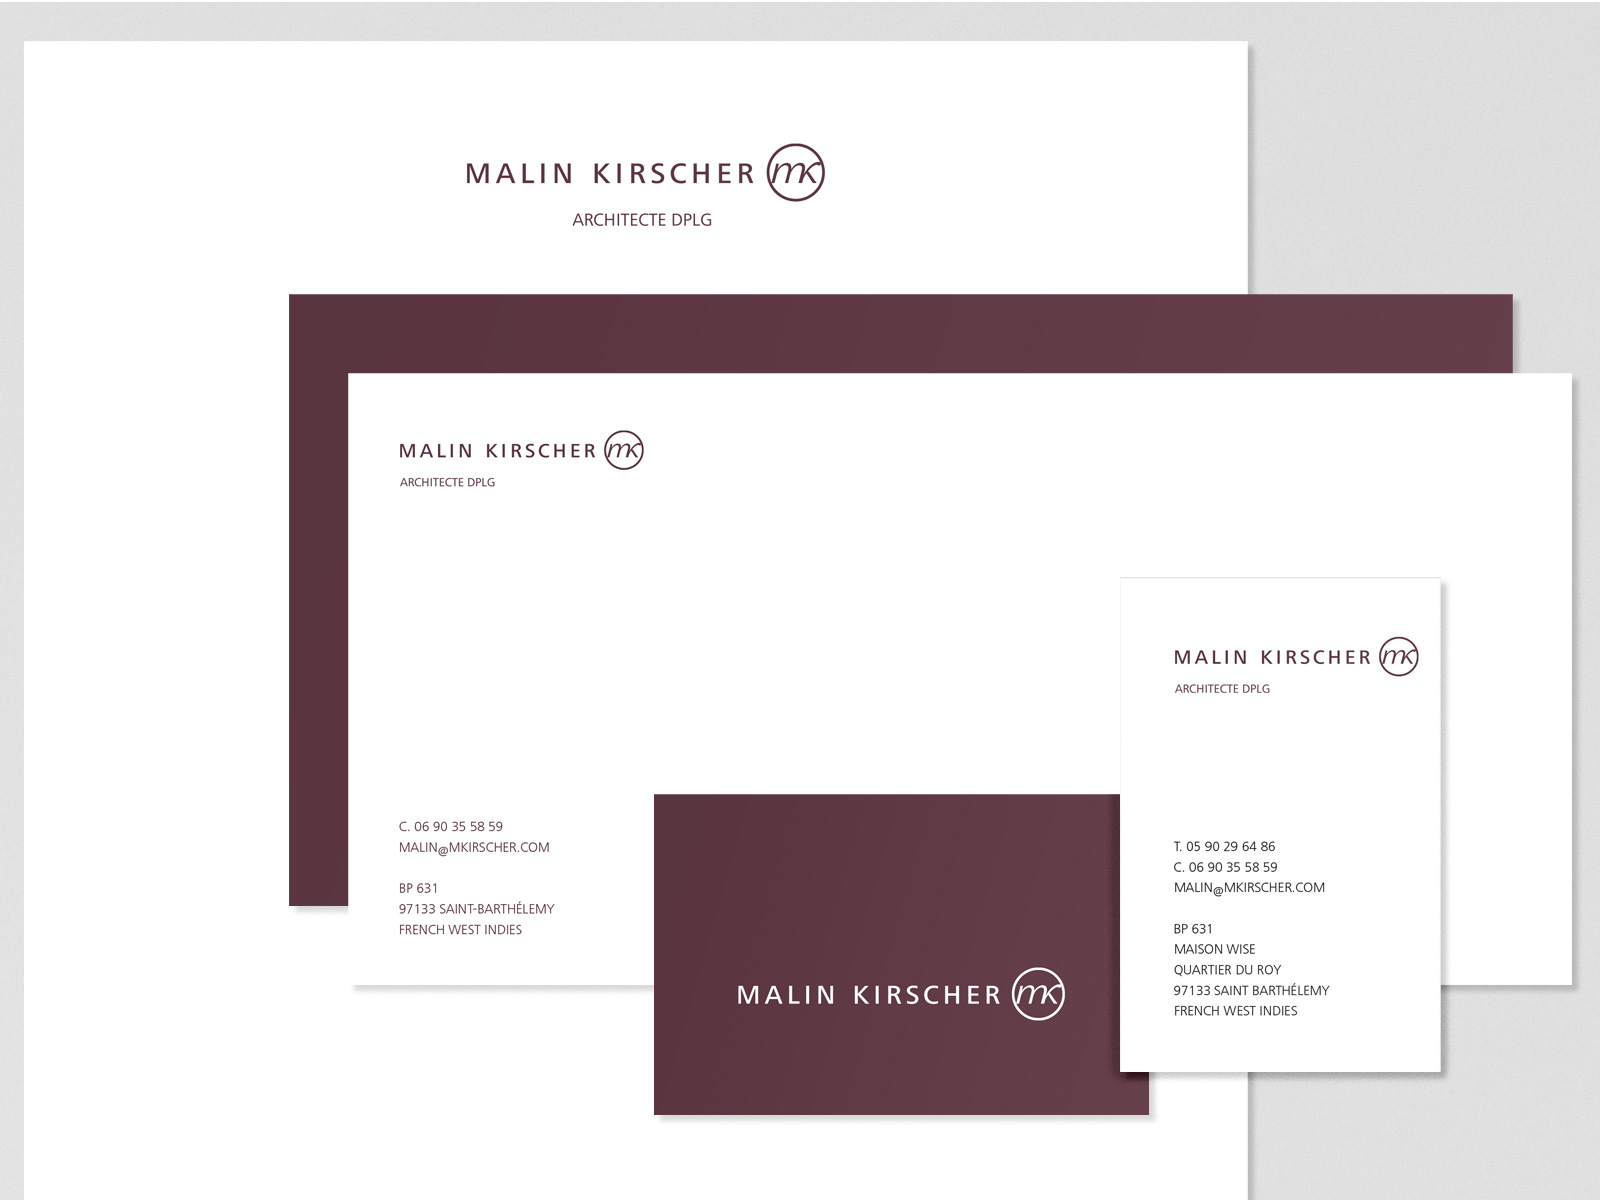 MALIN KIRSCHER mk
ARCHITECTE DPLG
MALIN KIRSCHER mk
ARCHITECTE DPLG
C. 06 90 35 58 59
MALIN@MKIRSCHER.COM
BP 631
97133 SAINT-BARTHÉLEMY
FRENCH WEST INDIES
MALIN KIRSCHER mk
MALIN KIRSCHER mk
ARCHITECTE DPLG
T. 05 90 29 64 86
C. 06 90 35 58 59
MALIN@MKIRSCHER.COM
BP 631
MAISON WISE
QUARTIER DU ROY
97133 SAINT BARTHÉLEMY
FRENCH WEST INDIES